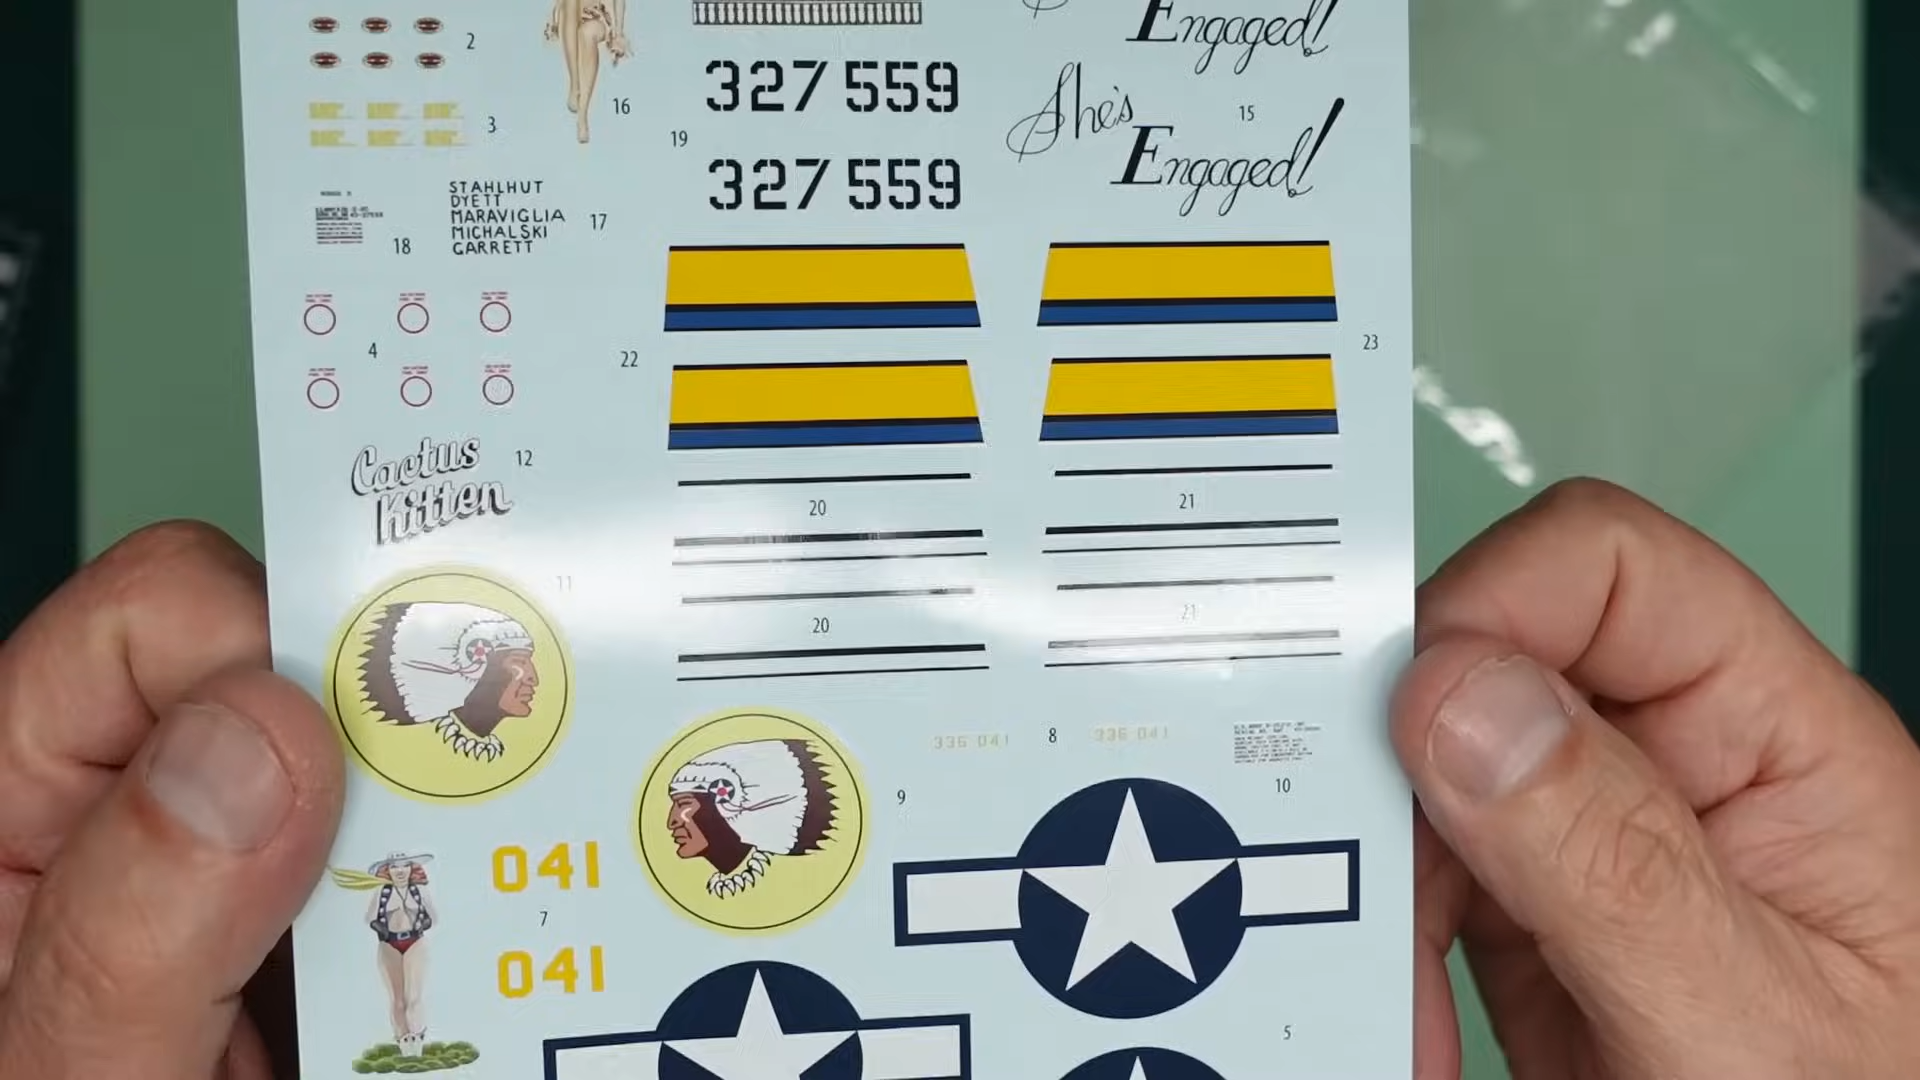 Engaged!
2
327 559
16
She's
15
3
19
Engaged!
327 559
STAHLHUT
DYETT
MARAVIGLIA
MICHALSKI
GARRETT
17
18
4
22
23
Cactus
Kitten
12
20
21
11
20
21
336 041
8
336 041
10
9
041
7
041
5